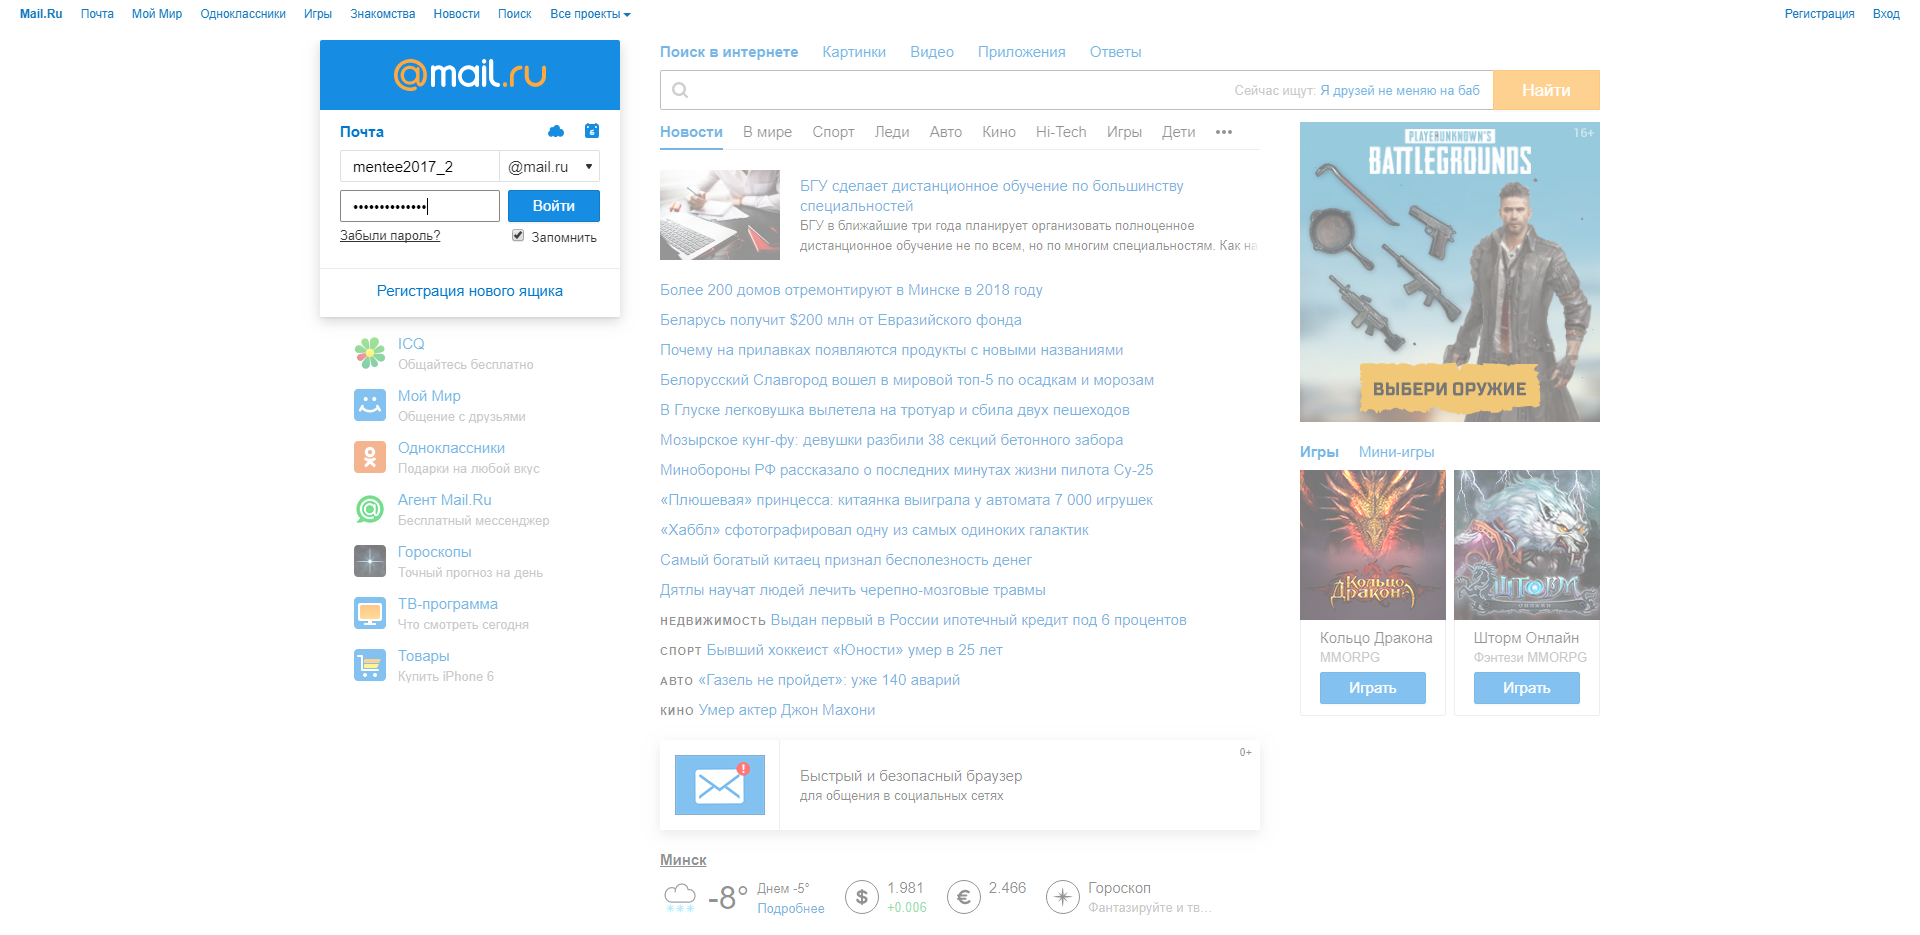 Mail.Ru Почта Мой Мир Одноклассники Игры Знакомства Новости Поиск Все проекты Регистрация Вход
@mail.ru
Почта 6
mentee2017_2 @mail.ru
•••••••••••••• Войти
Забыли пароль? Запомнить
Регистрация нового ящика
ICQ
Общайтесь бесплатно
Мой Мир
Общение с друзьями
Одноклассники
Подарки на любой вкус
Агент Mail.Ru
Бесплатный мессенджер
Гороскопы
Точный прогноз на день
ТВ-программа
Что смотреть сегодня
Товары
Купить iPhone 6
Поиск в интернете Картинки Видео Приложения Ответы
Сейчас ищут: Я друзей не меняю на баб Найти
Новости В мире Спорт Леди Авто Кино Hi-Tech Игры Дети •••
БГУ сделает дистанционное обучение по большинству
специальностей
БГУ в ближайшие три года планирует организовать полноценное
дистанционное обучение не по всем, но по многим специальностям. Как на
Более 200 домов отремонтируют в Минске в 2018 году
Беларусь получит $200 млн от Евразийского фонда
Почему на прилавках появляются продукты с новыми названиями
Белорусский Славгород вошел в мировой топ-5 по осадкам и морозам
В Глуске легковушка вылетела на тротуар и сбила двух пешеходов
Мозырское кунг-фу: девушки разбили 38 секций бетонного забора
Минобороны РФ рассказало о последних минутах жизни пилота Су-25
«Плюшевая» принцесса: китаянка выиграла у автомата 7 000 игрушек
«Хаббл» сфотографировал одну из самых одиноких галактик
Самый богатый китаец признал бесполезность денег
Дятлы научат людей лечить черепно-мозговые травмы
НЕДВИЖИМОСТЬ Выдан первый в России ипотечный кредит под 6 процентов
СПОРТ Бывший хоккеист «Юности» умер в 25 лет
АВТО «Газель не пройдет»: уже 140 аварий
КИНО Умер актер Джон Махони
0+
Быстрый и безопасный браузер
для общения в социальных сетях
Минск
-8° Днем -5° Подробнее
$ 1.981 +0.006
€ 2.466
Гороскоп
Фантазируйте и тв...
16+
PLAYERUNKNOWN'S
BATTLEGROUNDS
ВЫБЕРИ ОРУЖИЕ
Игры Мини-игры
Кольцо Дракона
Кольцо Дракона
MMORPG
Играть
Шторм
онлайн
Шторм Онлайн
Фэнтези MMORPG
Играть